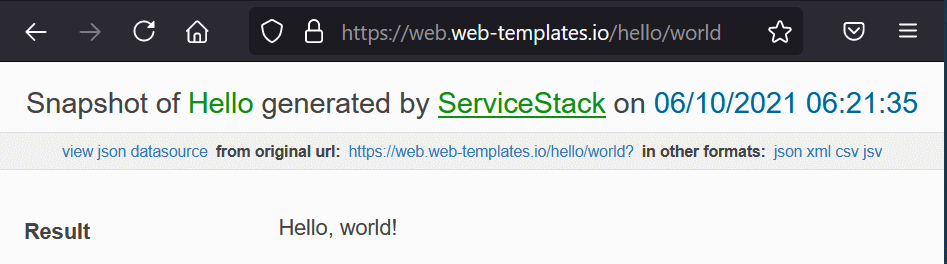 https://web.web-templates.io/hello/world
Snapshot of Hello generated by ServiceStack on 06/10/2021 06:21:35
view json datasource from original url: https://web.web-templates.io/hello/world? in other formats: json xml csv jsv
Result Hello, world!